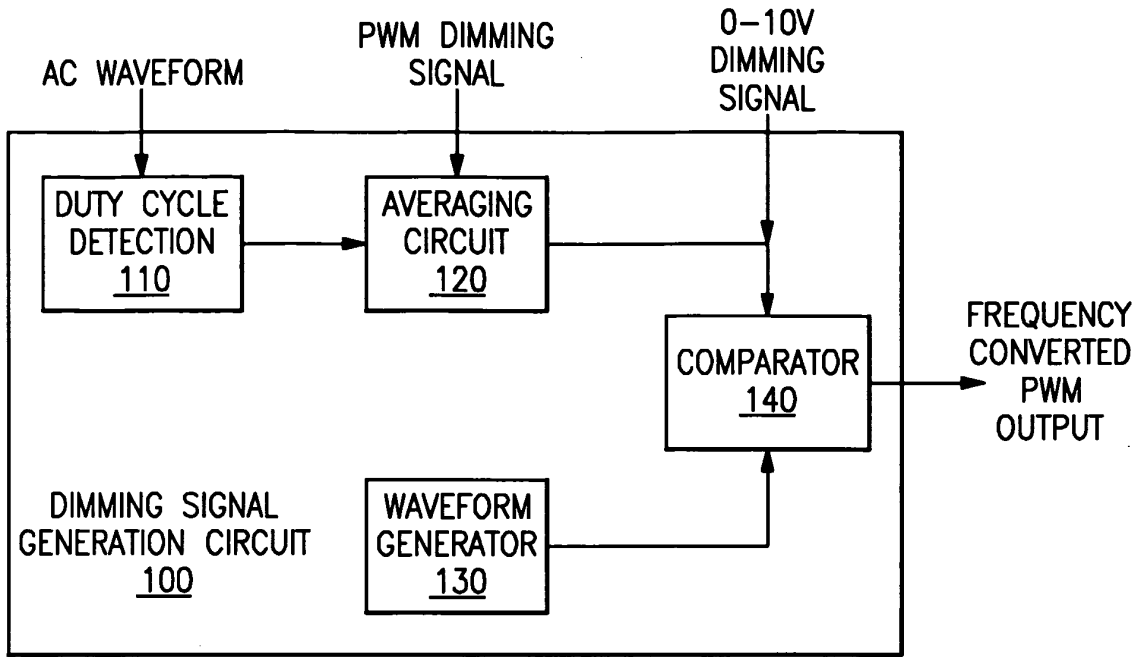 AC WAVEFORM
PWM DIMMING
SIGNAL
0-10V
DIMMING
SIGNAL
DUTY CYCLE
DETECTION
110
AVERAGING
CIRCUIT
120
COMPARATOR
140
FREQUENCY
CONVERTED
PWM
OUTPUT
DIMMING SIGNAL
GENERATION CIRCUIT
100
WAVEFORM
GENERATOR
130